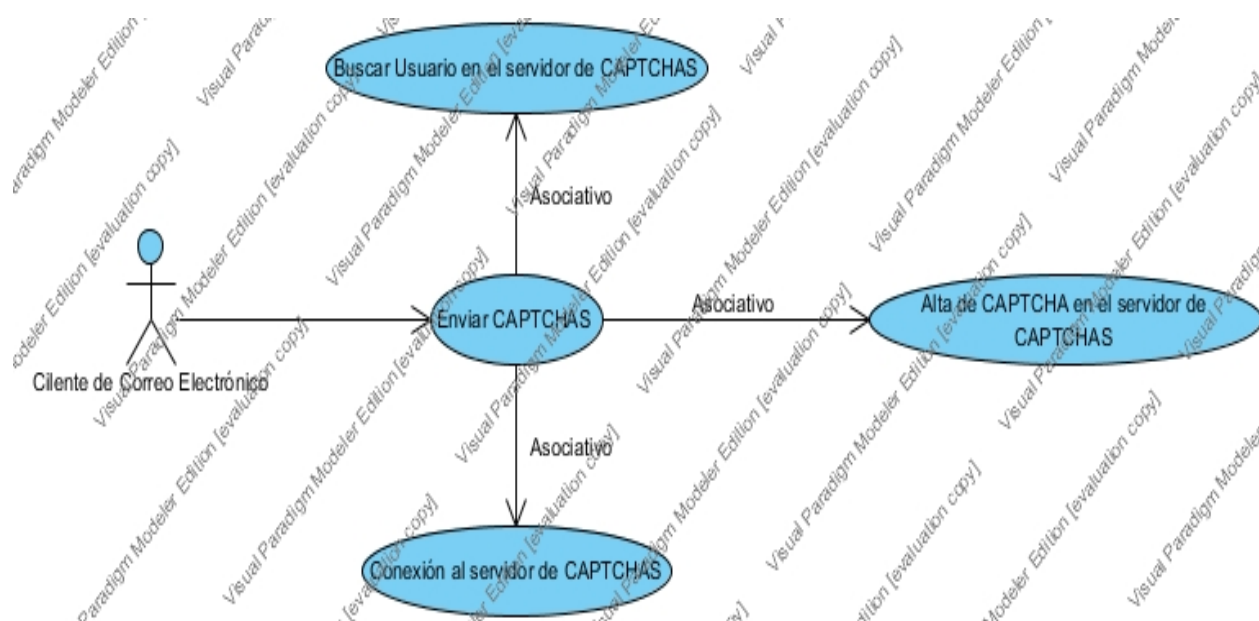 Buscar Usuario en el servidor de CAPTCHAS
Asociativo
Enviar CAPTCHAS
Asociativo
Alta de CAPTCHA en el servidor de
CAPTCHAS
Cilente de Correo Electrónico
Asociativo
Conexión al servidor de CAPTCHAS
Visual Paradigm Modeler Edition [evaluation copy]